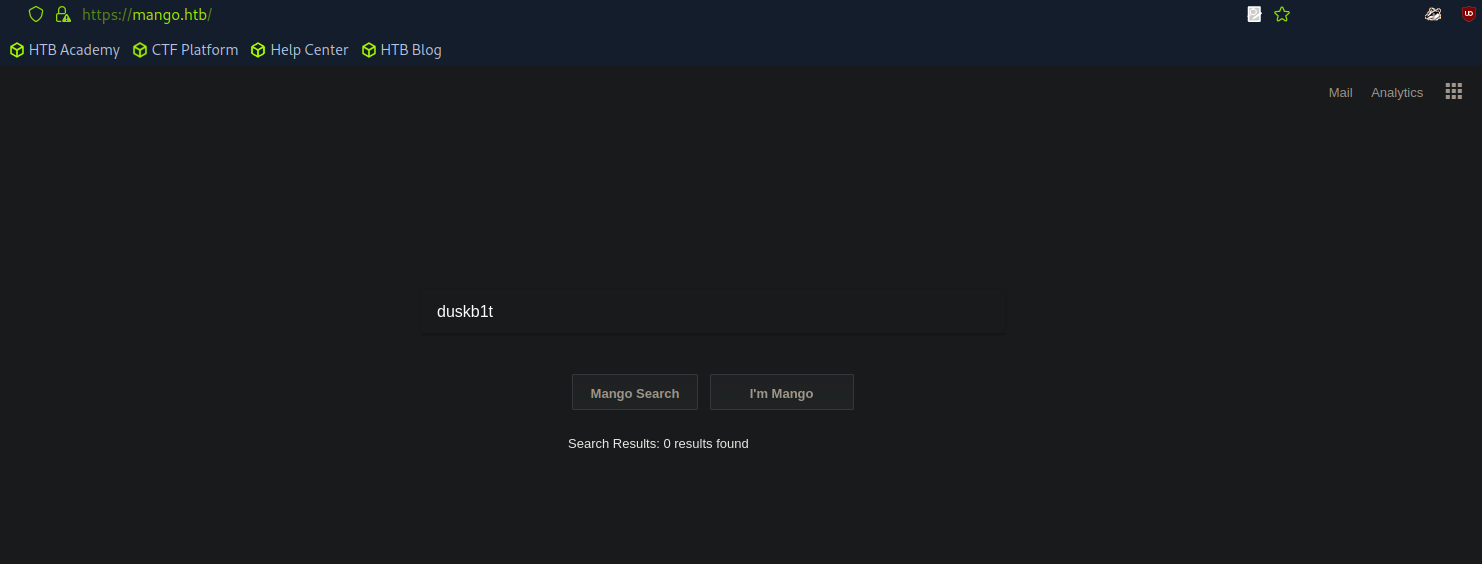 https://mango.htb/
HTB Academy CTF Platform Help Center HTB Blog
Mail Analytics
duskb1t
Mango Search I'm Mango
Search Results: 0 results found